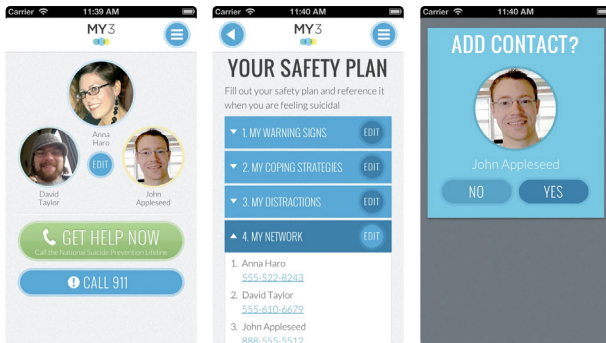 Carrier 11:39 AM
MY3
Anna
Haro
EDIT
David
Taylor
John
Appleseed
GET HELP NOW
Call the National Suicide Prevention Lifeline
CALL 911
Carrier 11:40 AM
MY3
YOUR SAFETY PLAN
Fill out your safety plan and reference it
when you are feeling suicidal
1. MY WARNING SIGNS EDIT
2. MY COPING STRATEGIES EDIT
3. MY DISTRACTIONS EDIT
4. MY NETWORK EDIT
1. Anna Haro
555-522-8243
2. David Taylor
555-610-6679
3. John Appleseed
888-555-5512
Carrier 11:40 AM
ADD CONTACT?
John Appleseed
NO YES